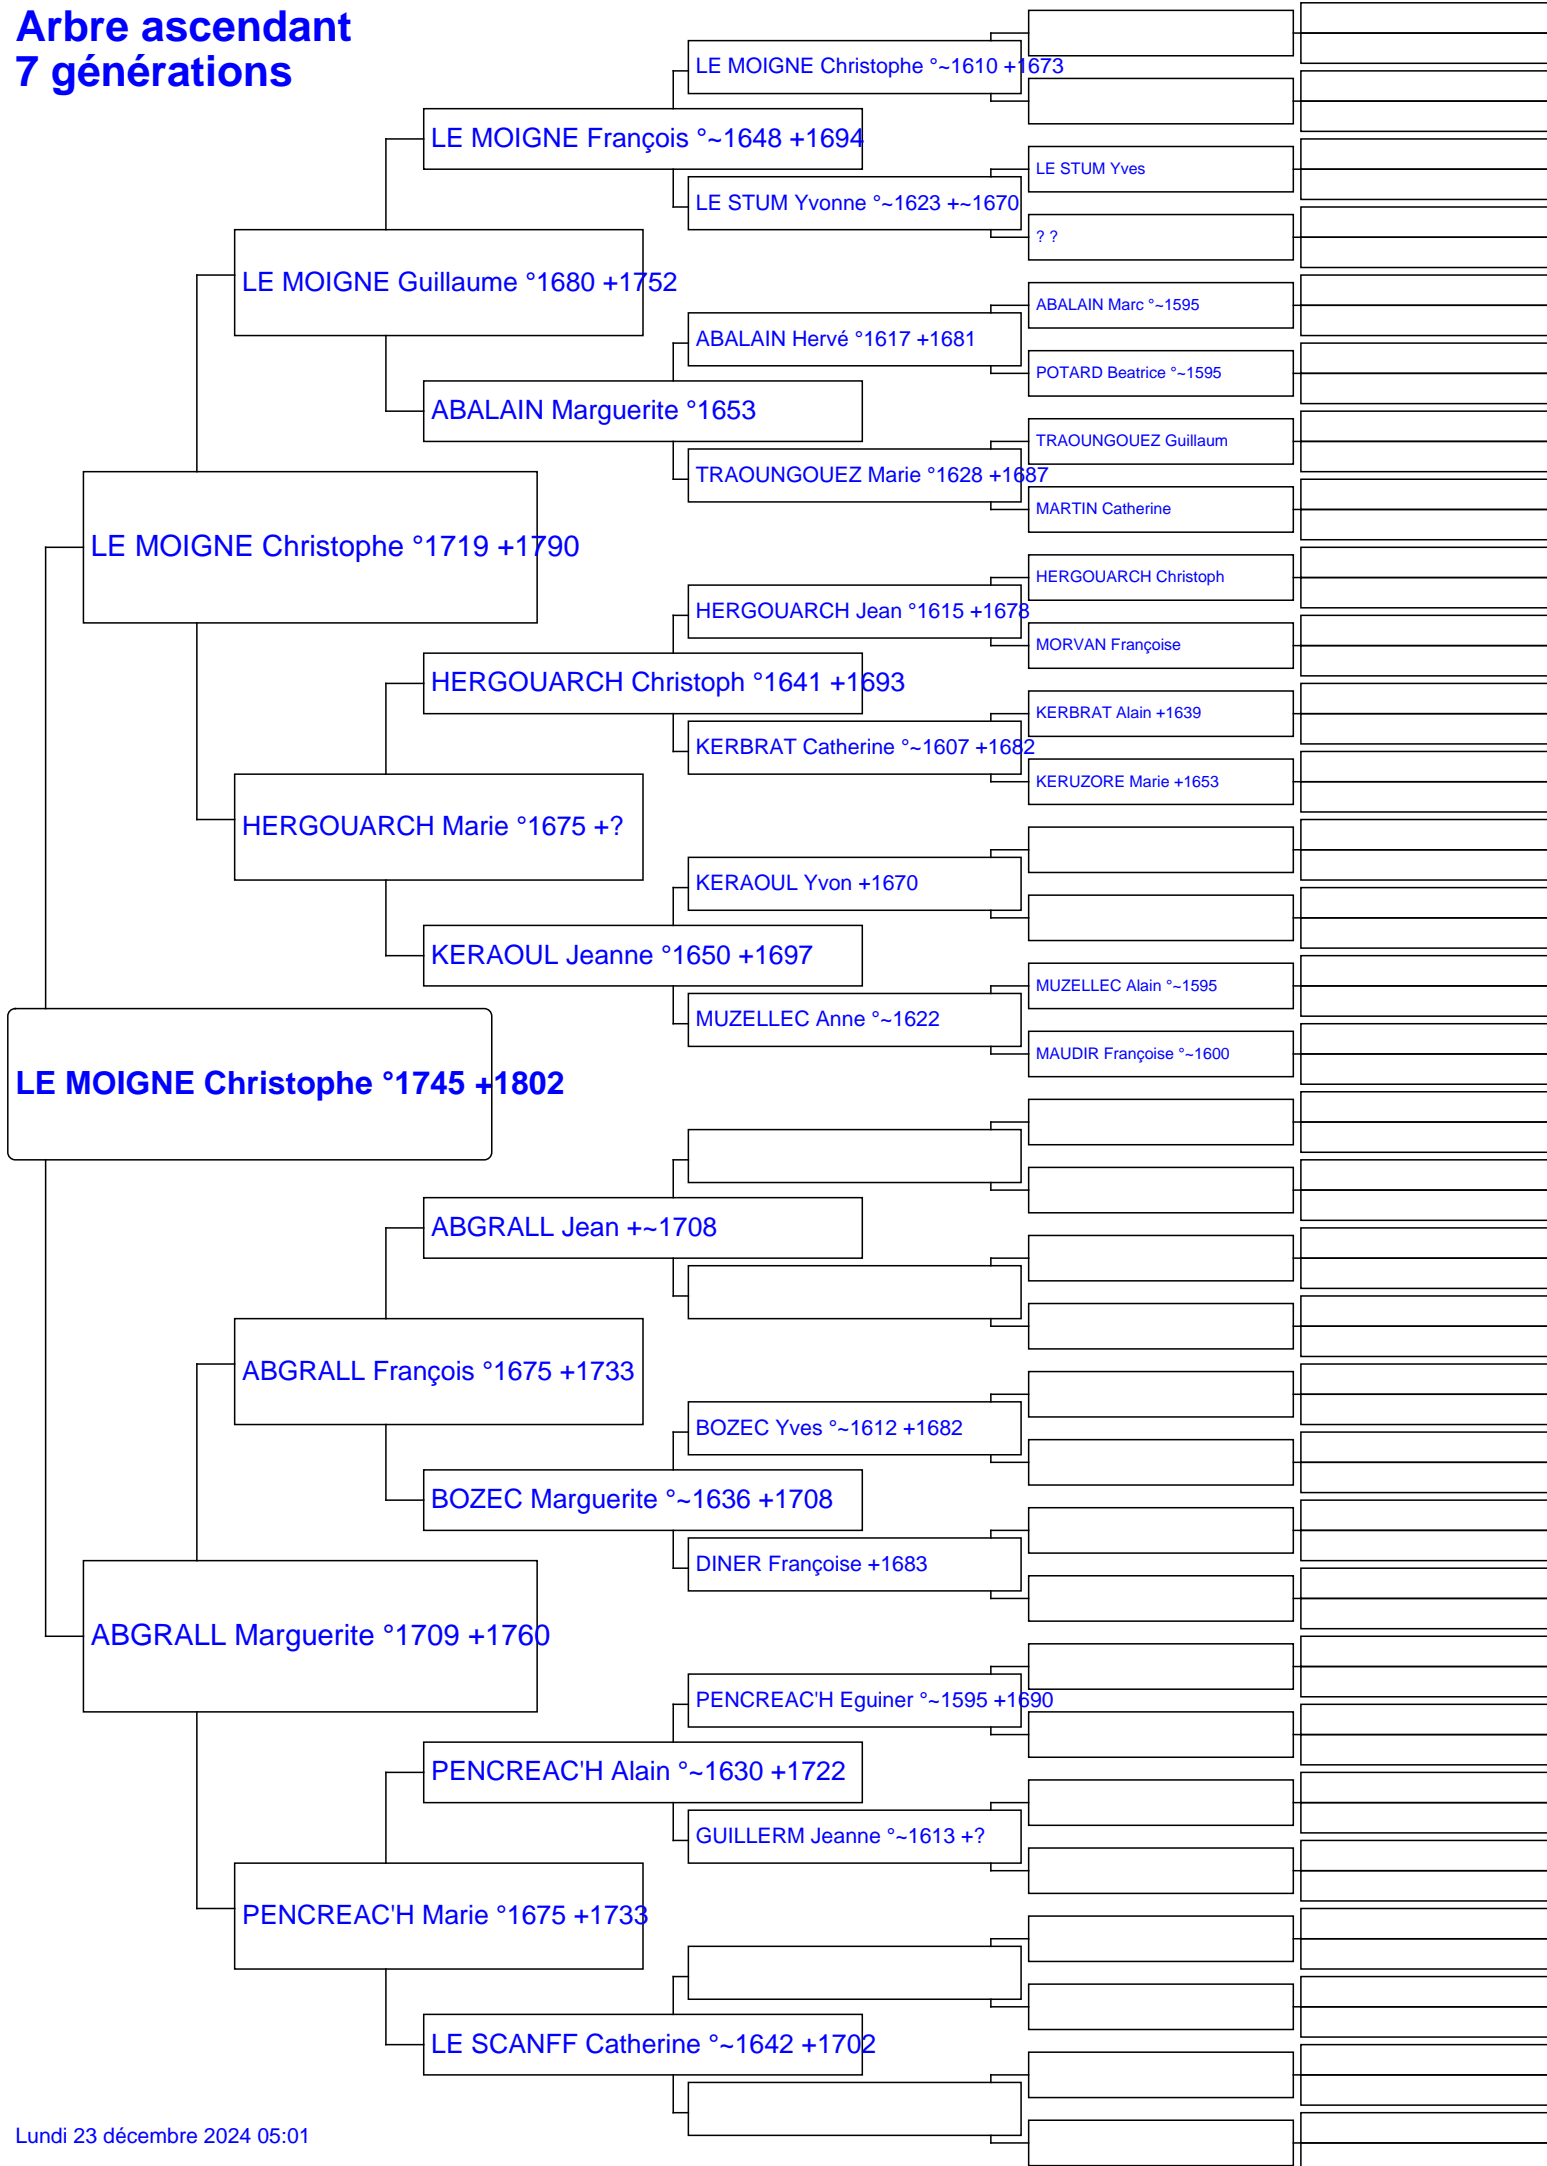 Arbre ascendant
7 générations
LE MOIGNE Christophe °~1610 +1673
LE MOIGNE François °~1648 +1694
LE STUM Yves
LE STUM Yvonne °~1623 +~1670
? ?
LE MOIGNE Guillaume °1680 +1752
ABALAIN Marc °~1595
ABALAIN Hervé °1617 +1681
POTARD Beatrice °~1595
ABALAIN Marguerite °1653
TRAOUNGOUEZ Guillaum
TRAOUNGOUEZ Marie °1628 +1687
MARTIN Catherine
LE MOIGNE Christophe °1719 +1790
HERGOUARCH Christoph
HERGOUARCH Jean °1615 +1678
MORVAN Françoise
HERGOUARCH Christoph °1641 +1693
KERBRAT Alain +1639
KERBRAT Catherine °~1607 +1682
KERUZORE Marie +1653
HERGOUARCH Marie °1675 +?
KERAOUL Yvon +1670
KERAOUL Jeanne °1650 +1697
MUZELLEC Alain °~1595
MUZELLEC Anne °~1622
MAUDIR Françoise °~1600
LE MOIGNE Christophe °1745 +1802
ABGRALL Jean +~1708
ABGRALL François °1675 +1733
BOZEC Yves °~1612 +1682
BOZEC Marguerite °~1636 +1708
DINER Françoise +1683
ABGRALL Marguerite °1709 +1760
PENCREAC'H Eguiner °~1595 +1690
PENCREAC'H Alain °~1630 +1722
GUILLERM Jeanne °~1613 +?
PENCREAC'H Marie °1675 +1733
LE SCANFF Catherine °~1642 +1702
Lundi 23 décembre 2024 05:01